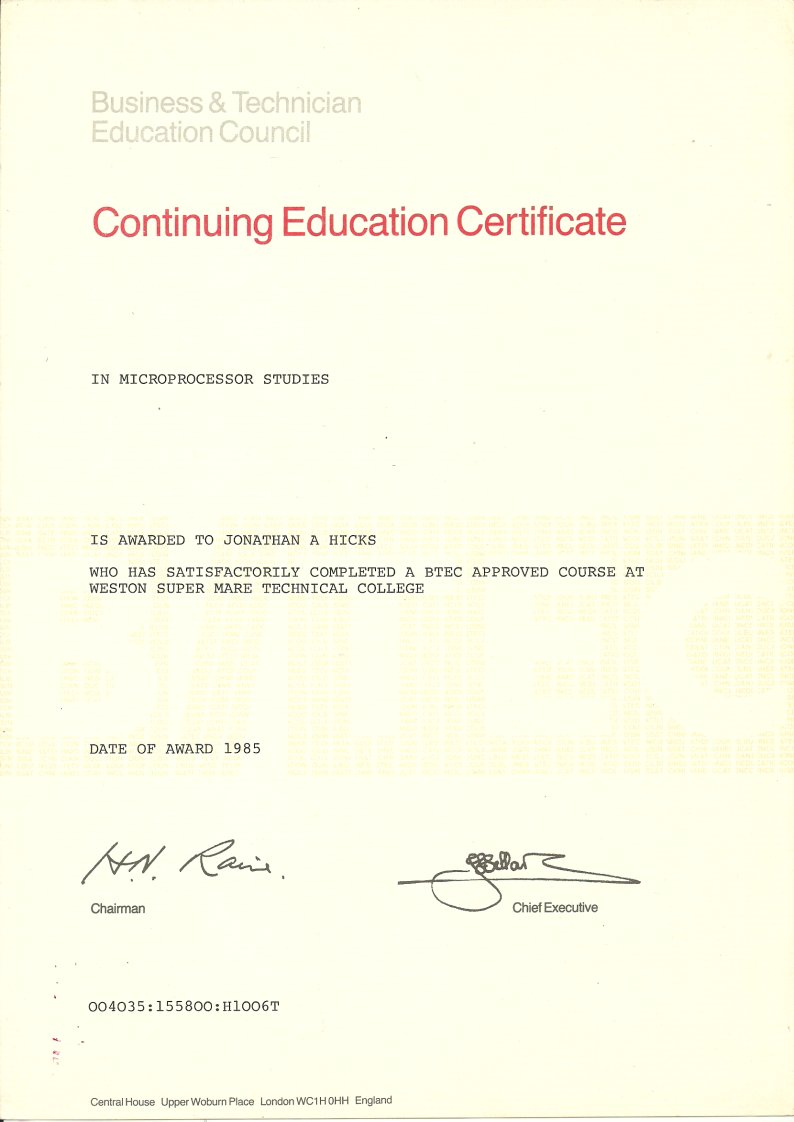 Business & Technician
Education Council
Continuing Education Certificate
IN MICROPROCESSOR STUDIES
IS AWARDED TO JONATHAN A HICKS
WHO HAS SATISFACTORILY COMPLETED A BTEC APPROVED COURSE AT
WESTON SUPER MARE TECHNICAL COLLEGE
B/TEC
DATE OF AWARD 1985
H.N. Raine.
Chairman
Chief Executive
004035:155800:H1006T
Central House Upper Woburn Place London WC1H 0HH England